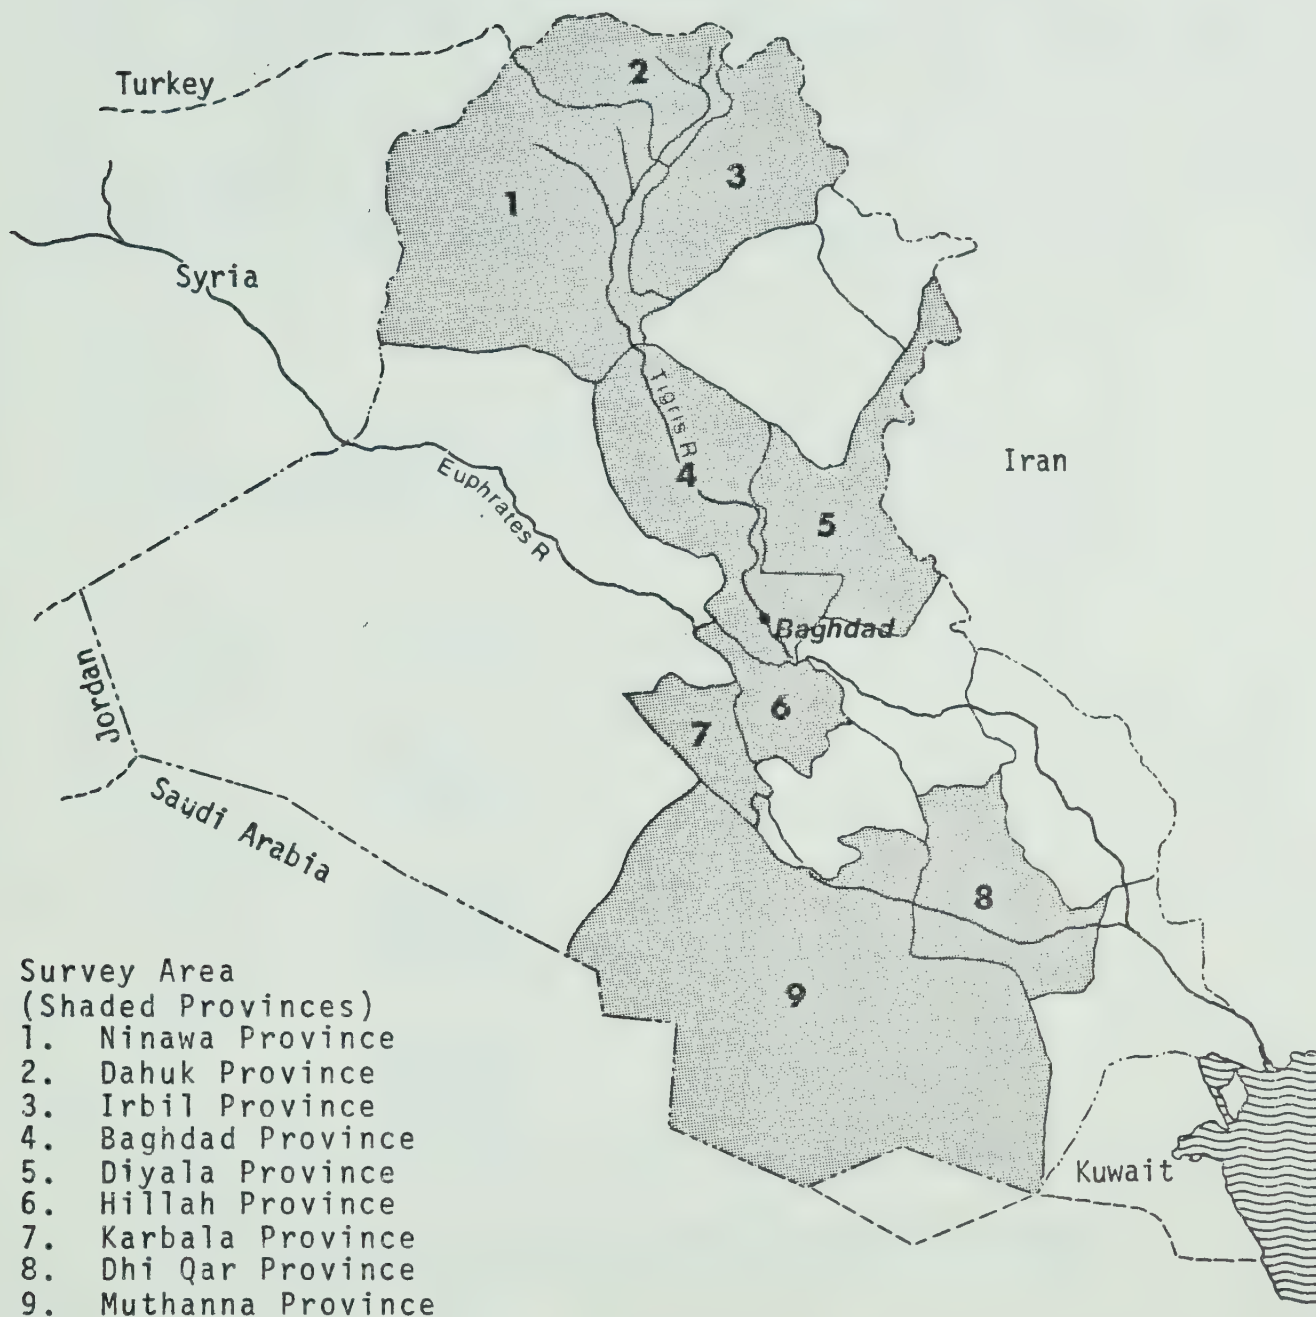 Turkey
2
3
1
Syria
Tigris R
Iran
Euphrates R
4
5
Baghdad
Jordan
6
7
Saudi Arabia
8
9
Kuwait
Survey Area
(Shaded Provinces)
1. Ninawa Province
2. Dahuk Province
3. Irbil Province
4. Baghdad Province
5. Diyala Province
6. Hillah Province
7. Karbala Province
8. Dhi Qar Province
9. Muthanna Province